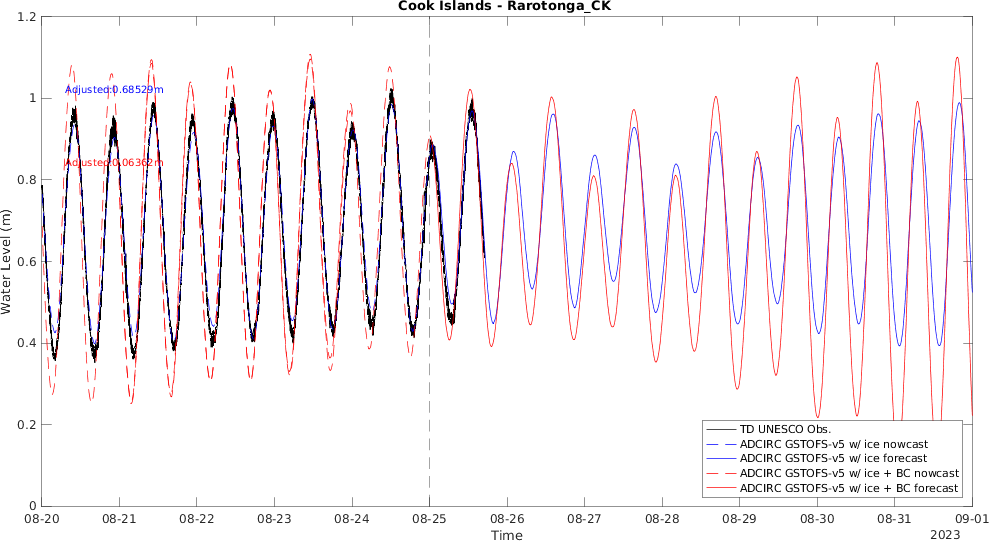 Cook Islands - Rarotonga_CK
1.2
Adjusted:0.68529m
1
Adjusted:0.06362m
0.8
Water Level (m)
0.6
0.4
0.2
0
TD UNESCO Obs.
ADCIRC GSTOFS-v5 w/ ice nowcast
ADCIRC GSTOFS-v5 w/ ice forecast
ADCIRC GSTOFS-v5 w/ ice + BC nowcast
ADCIRC GSTOFS-v5 w/ ice + BC forecast
08-20 08-21 08-22 08-23 08-24 08-25 08-26 08-27 08-28 08-29 08-30 08-31 09-01
Time 2023